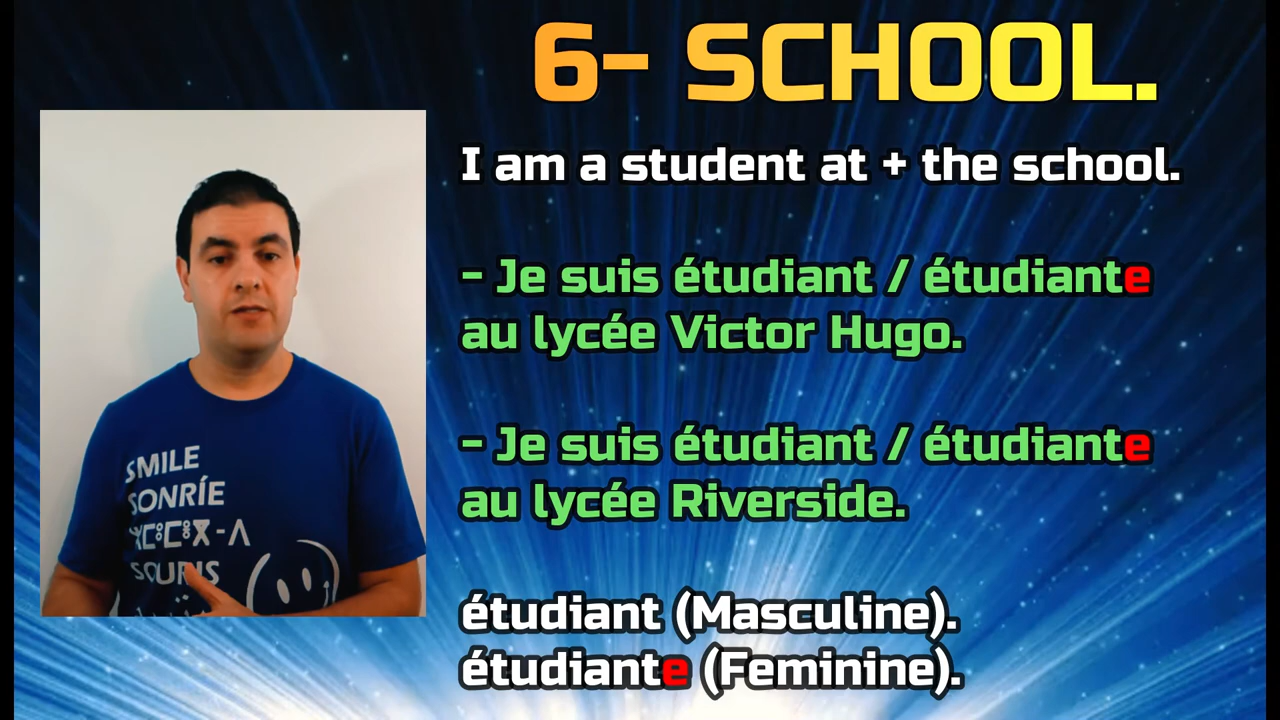 6- SCHOOL.
I am a student at + the school.
- Je suis étudiant / étudiante
au lycée Victor Hugo.
- Je suis étudiant / étudiante
au lycée Riverside.
étudiant (Masculine).
étudiante (Feminine).
SMILE
SONRÍE
SOURIS